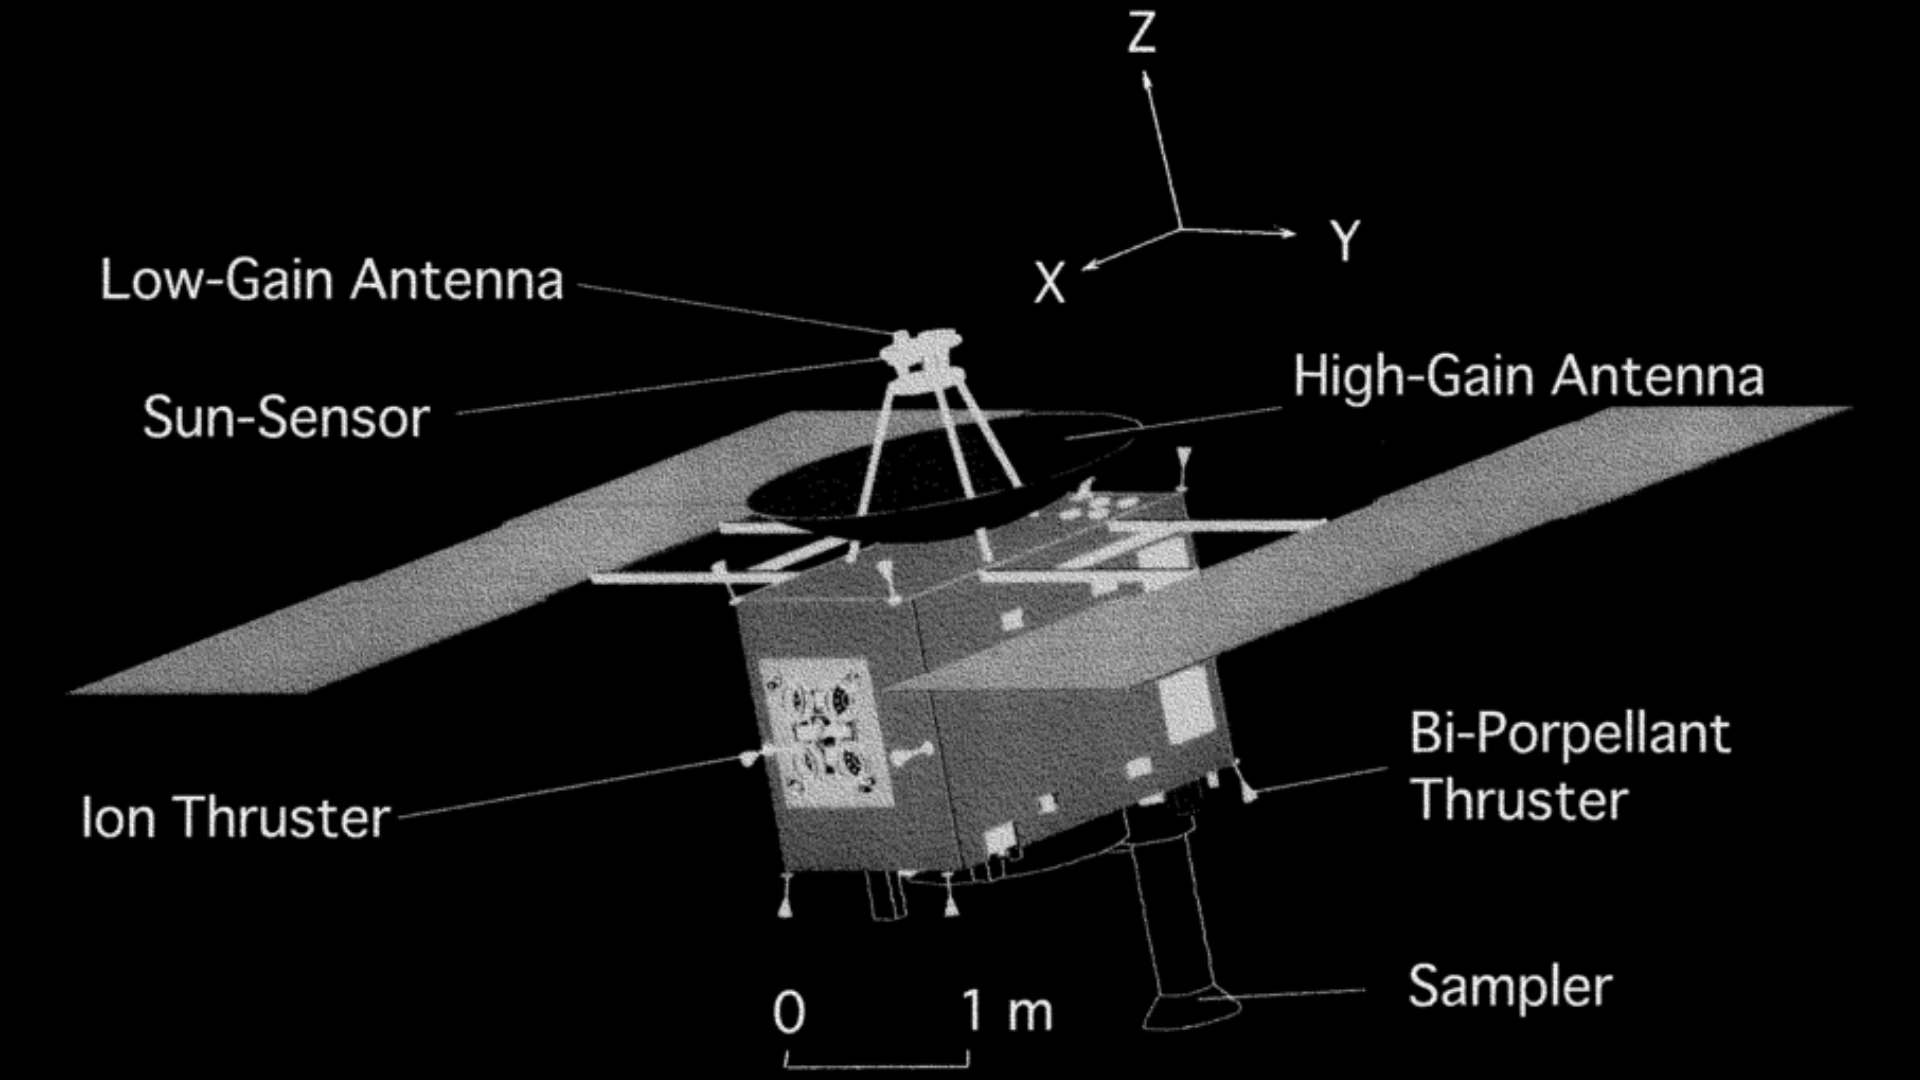 Z
Y
X
Low-Gain Antenna
High-Gain Antenna
Sun-Sensor
Bi-Porpellant
Thruster
Ion Thruster
Sampler
0 1 m